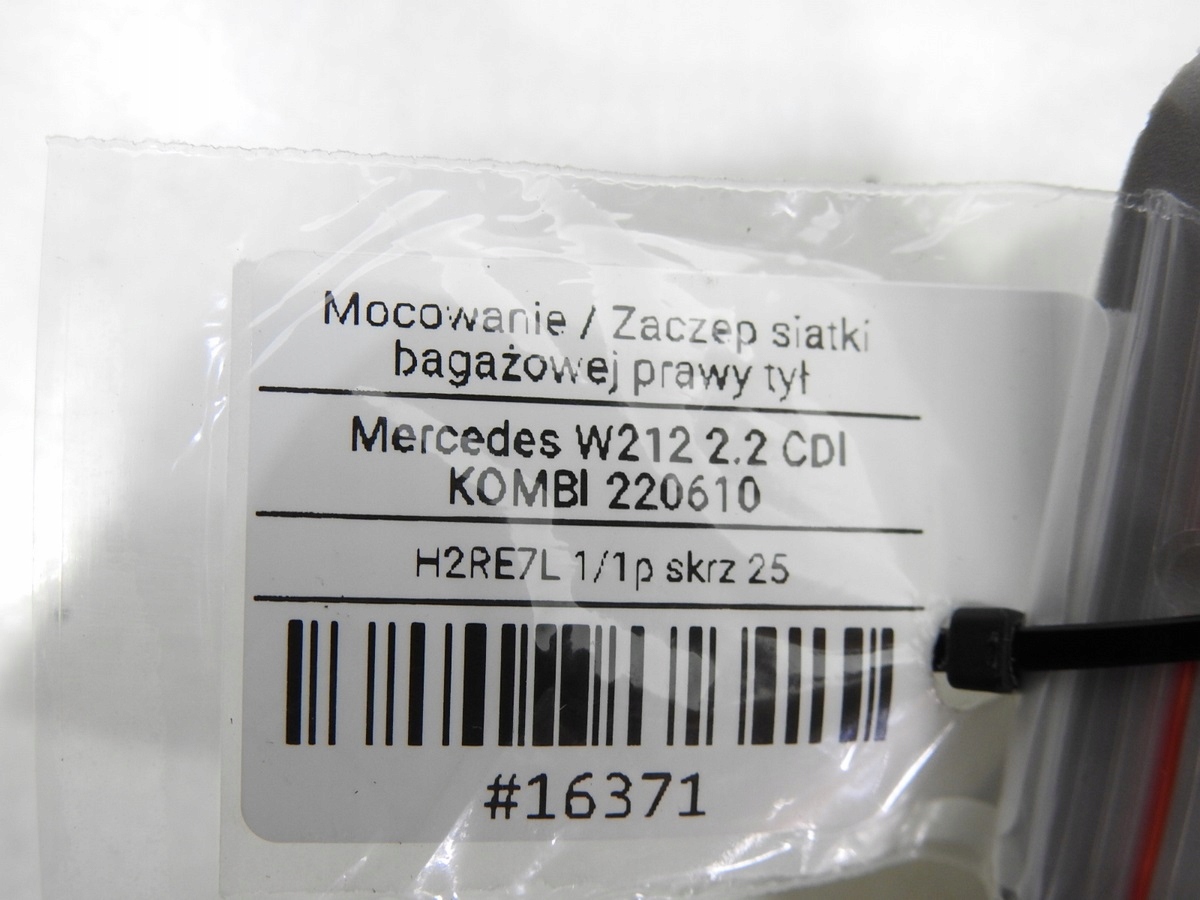 Mocowanie / Zaczep siatki
bagażowej prawy tył
Mercedes W212 2.2 CDI
KOMBI 220610
H2RE7L 1/1p skrz 25
#16371